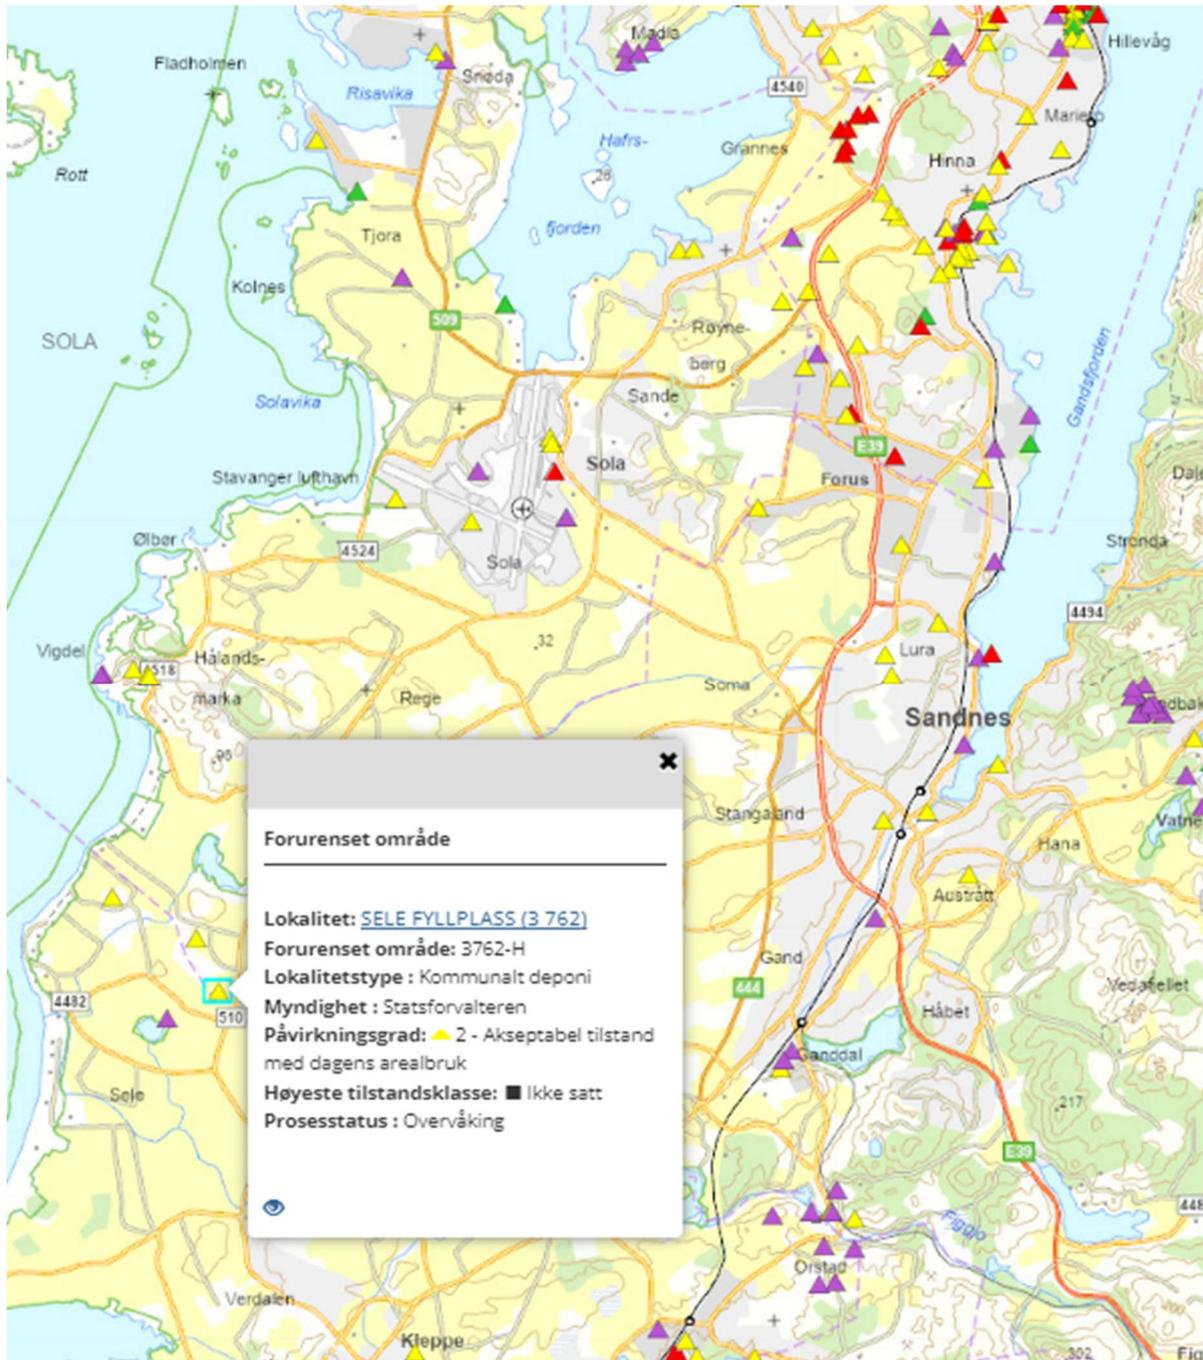 Madla
Hillevåg
Fladholmen
Snøda
Risavika
4540
Mariero
Rott
Hafrs-
Grannes
Hinna
28
fjorden
Tjora
Kolnes
509
Røyne-
berg
SOLA
Gandsfjorden
Solavika
Sande
E39
Stavanger lufthavn
Sola
Forus
Ølbør
4524
Sola
Stronda
4494
32
Vigdel
Hålands-
marka
Rege
Soma
Lura
Sandnes
Stangaland
Forurenset område
Lokalitet: SELE FYLLPLASS (3 762)
Forurenset område: 3762-H
Lokalitetstype : Kommunalt deponi
Myndighet : Statsforvalteren
Påvirkningsgrad: 2 - Akseptabel tilstand
med dagens arealbruk
Høyeste tilstandsklasse: Ikke satt
Prosesstatus : Overvåking
Hana
Austrått
Gand
444
4482
510
Vedafjellet
Håbet
Ganddal
Sele
217
E39
Figgjo
Orstad
Verdalen
Kleppe
302